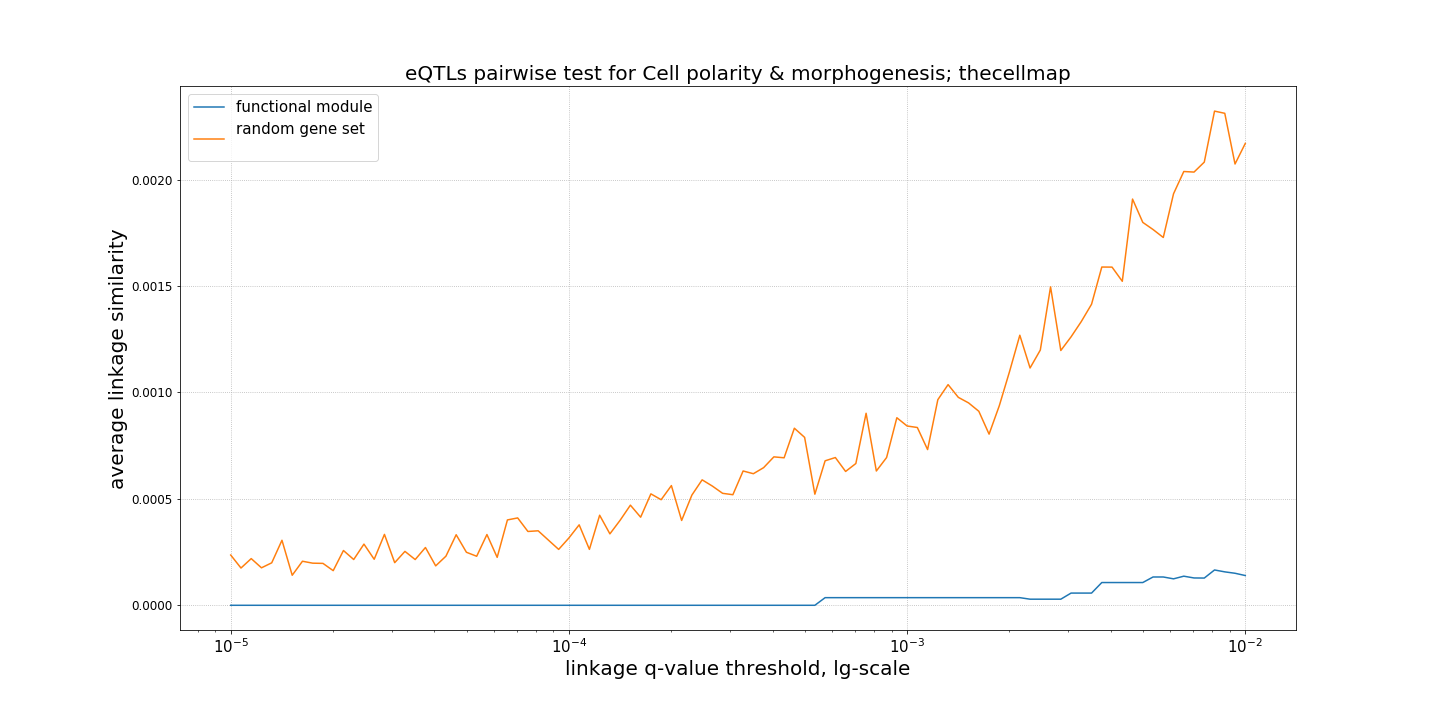 eQTLs pairwise test for Cell polarity & morphogenesis; thecellmap
functional module
random gene set
average linkage similarity
0.0020
0.0015
0.0010
0.0005
0.0000
10⁻⁵ 10⁻⁴ 10⁻³ 10⁻²
linkage q-value threshold, lg-scale